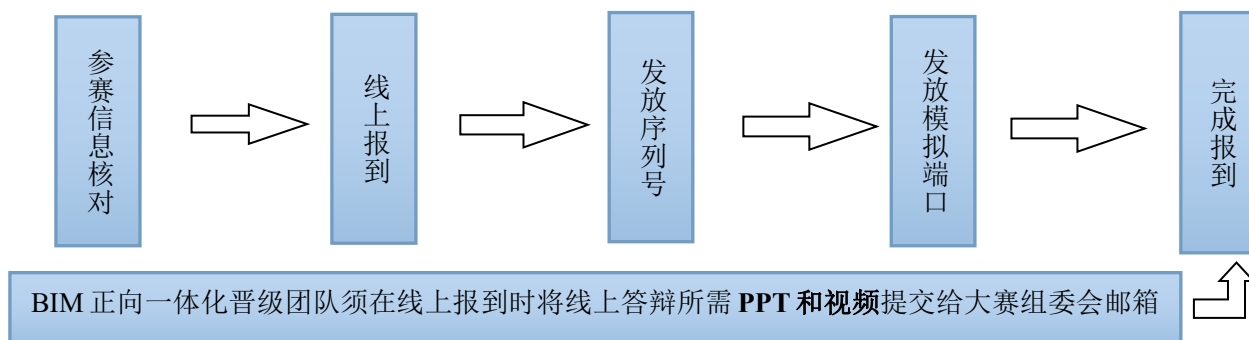 参赛信息核对
线上报到
发放序列号
发放模拟端口
完成报到
BIM 正向一体化晋级团队须在线上报到时将线上答辩所需 PPT 和视频提交给大赛组委会邮箱